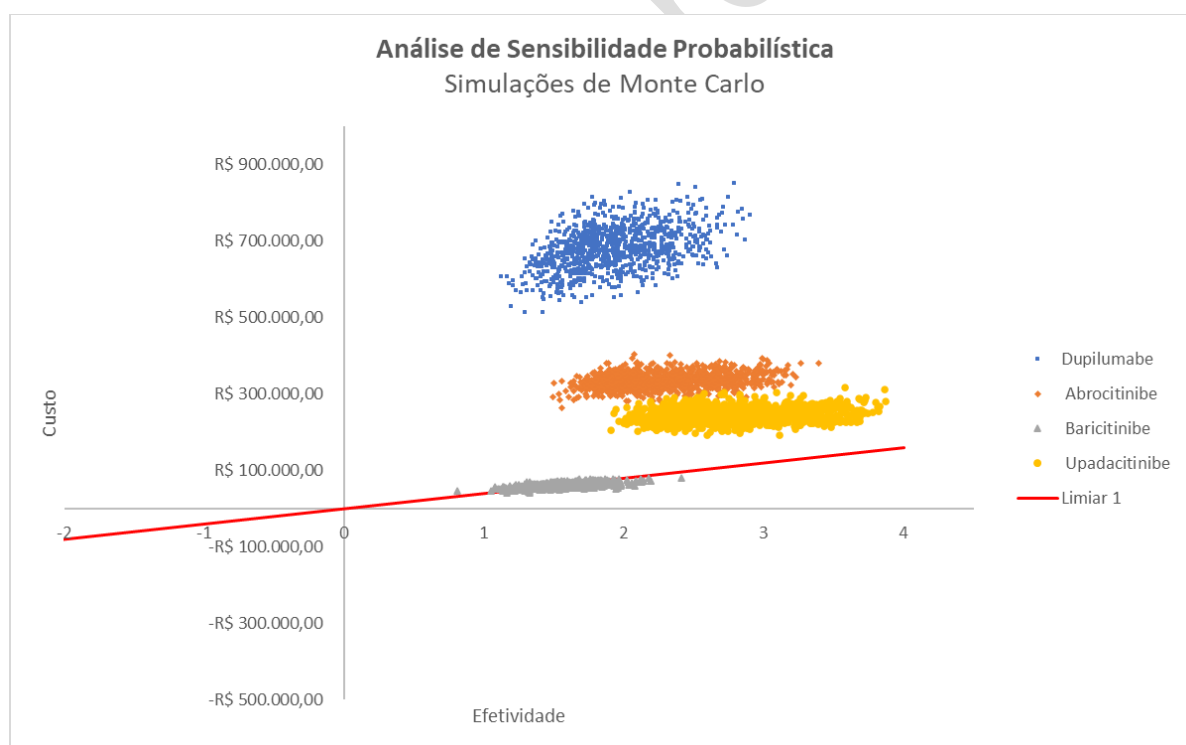 Análise de Sensibilidade Probabilística
Simulações de Monte Carlo
R$ 900.000,00
R$ 700.000,00
R$ 500.000,00
R$ 300.000,00
R$ 100.000,00
-R$ 100.000,00
-R$ 300.000,00
-R$ 500.000,00
Custo
-2 -1 0 1 2 3 4
Efetividade
Dupilumabe
Abrocitinibe
Baricitinibe
Upadacitinibe
Limiar 1